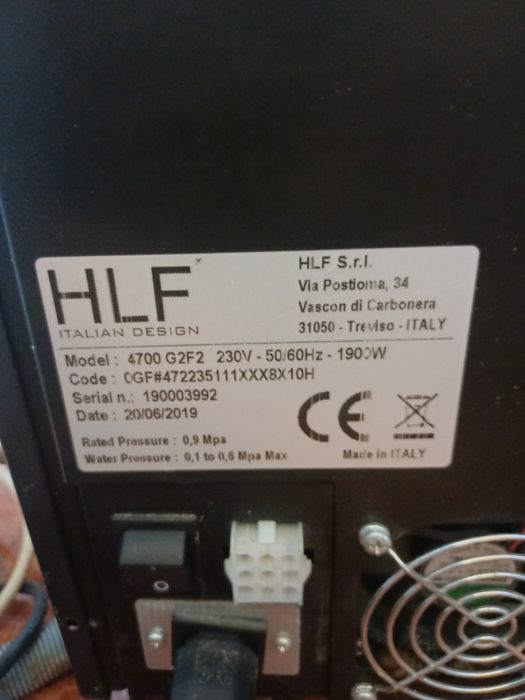 HLF
ITALIAN DESIGN
HLF S.r.l.
Via Postioma, 34
Vascon di Carbonera
31050 - Treviso - ITALY
Model : 4700 G2F2 230V - 50/60Hz - 1900W
Code : 0GF#472235111XXX8X10H
Serial n.: 190003992
Date : 20/06/2019
Rated Pressure : 0,9 Mpa
Water Pressure : 0,1 to 0,6 Mpa Max
CE
Made in ITALY